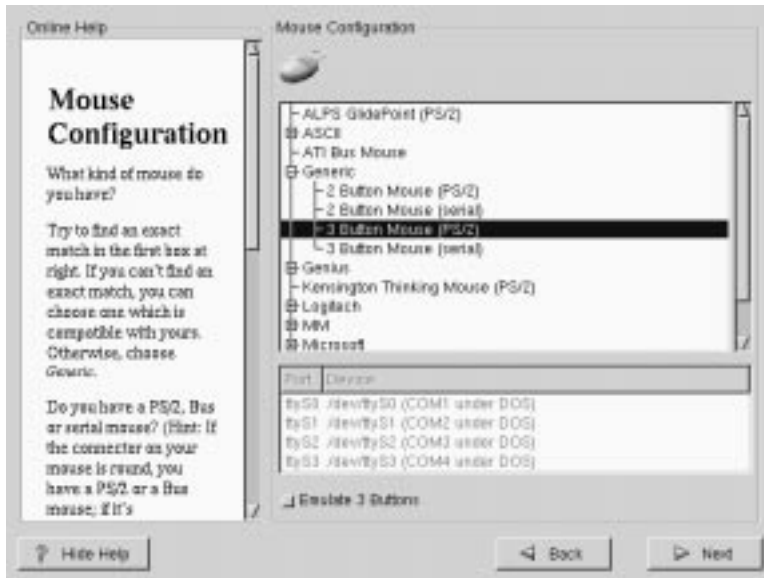 Online Help
Mouse
Configuration
What kind of mouse do
you have?
Try to find an exact
match in the first box at
right. If you can't find an
exact match, you can
choose one which is
compatible with yours.
Otherwise, choose
Generic.
Do you have a PS/2, Bus
or serial mouse? (Hint: If
the connector on your
mouse is round, you
have a PS/2 or a Bus
mouse; if it's
Mouse Configuration
ALPS GlidePoint (PS/2)
ASCII
ATI Bus Mouse
Generic
2 Button Mouse (PS/2)
2 Button Mouse (serial)
3 Button Mouse (PS/2)
3 Button Mouse (serial)
Genius
Kensington Thinking Mouse (PS/2)
Logitech
MM
Microsoft
Port Device
ttyS0 /dev/ttyS0 (COM1 under DOS)
ttyS1 /dev/ttyS1 (COM2 under DOS)
ttyS2 /dev/ttyS2 (COM3 under DOS)
ttyS3 /dev/ttyS3 (COM4 under DOS)
Emulate 3 Buttons
? Hide Help
Back
Next